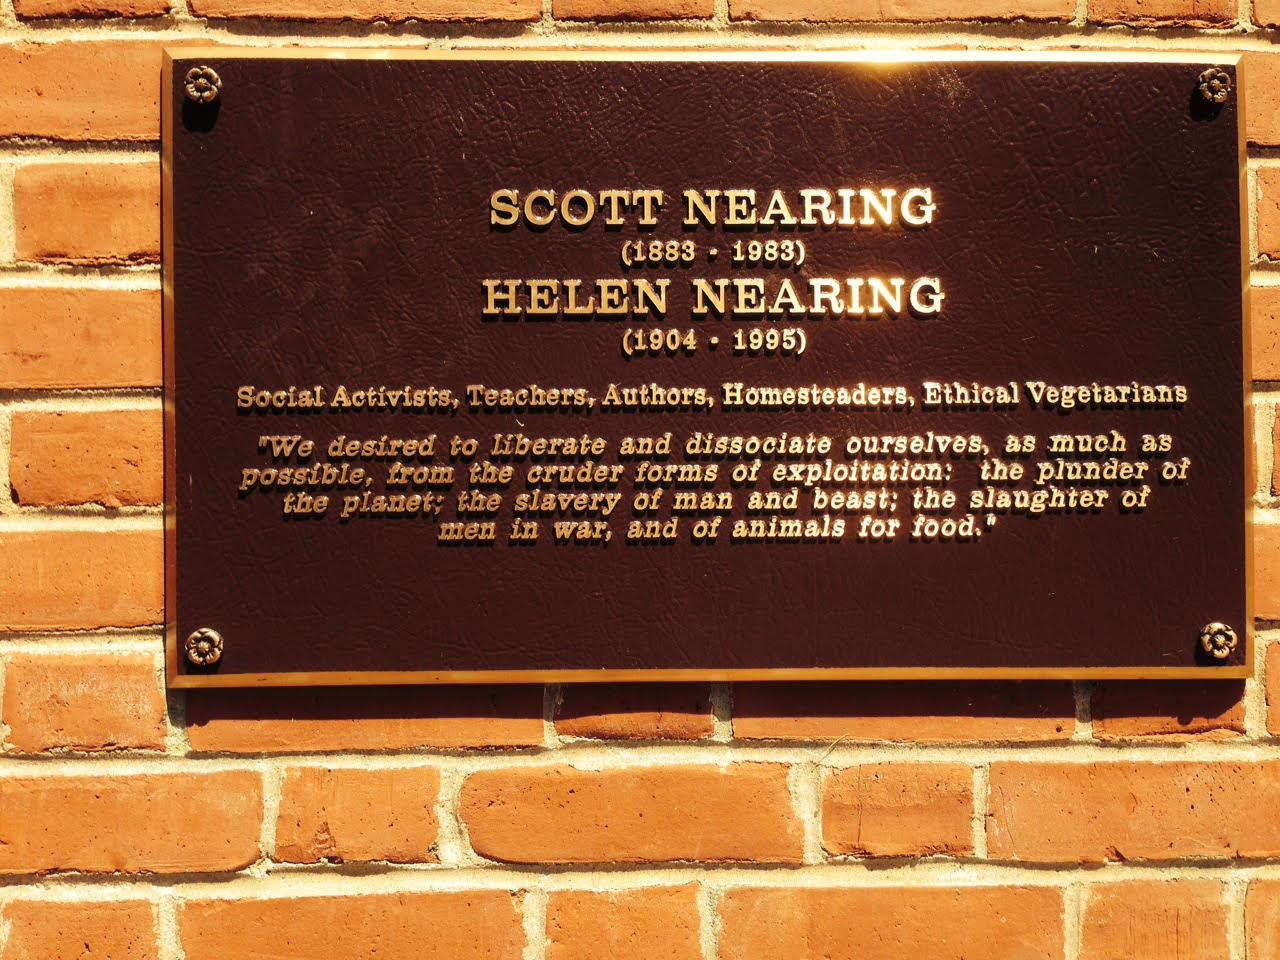 SCOTT NEARING
(1883 · 1983)
HELEN NEARING
(1904 · 1995)
Social Activists, Teachers, Authors, Homesteaders, Ethical Vegetarians
"We desired to liberate and dissociate ourselves, as much as
possible, from the cruder forms of exploitation: the plunder of
the planet; the slavery of man and beast; the slaughter of
men in war, and of animals for food."